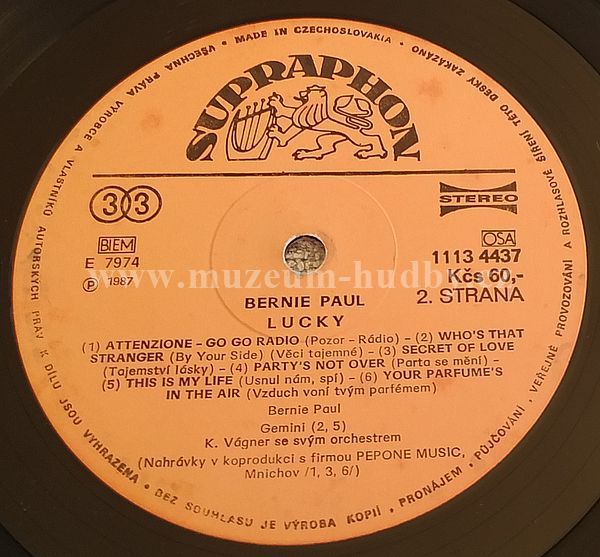 • MADE IN CZECHOSLOVAKIA • VŠECHNA PRÁVA VÝROBCE A VLASTNÍKŮ AUTORSKÝCH PRÁV K DÍLU JSOU VYHRAZENA • BEZ SOUHLASU JE VÝROBA KOPIÍ • PRONÁJEM • PŮJČOVÁNÍ • VEŘEJNÉ PROVOZOVÁNÍ A ROZHLASOVÉ ŠÍŘENÍ TÉTO DESKY ZAKÁZÁNO
SUPRAPHON
33
STEREO
BIEM
OSA
E 7974
1113 4437
www.muzeum-hudby.cz
Ⓟ 1987
Kčs 60,-
2. STRANA
BERNIE PAUL
LUCKY
(1) ATTENZIONE - GO GO RADIO (Pozor - Rádio) - (2) WHO'S THAT
STRANGER (By Your Side) (Věci tajemné) - (3) SECRET OF LOVE
(Tajemství lásky) - (4) PARTY'S NOT OVER (Parta se mění) -
(5) THIS IS MY LIFE (Usnul nám, spí) - (6) YOUR PARFUME'S
IN THE AIR (Vzduch voní tvým parfémem)
Bernie Paul
Gemini (2, 5)
K. Vágner se svým orchestrem
(Nahrávky v koprodukci s firmou PEPONE MUSIC,
Mnichov /1, 3, 6/)